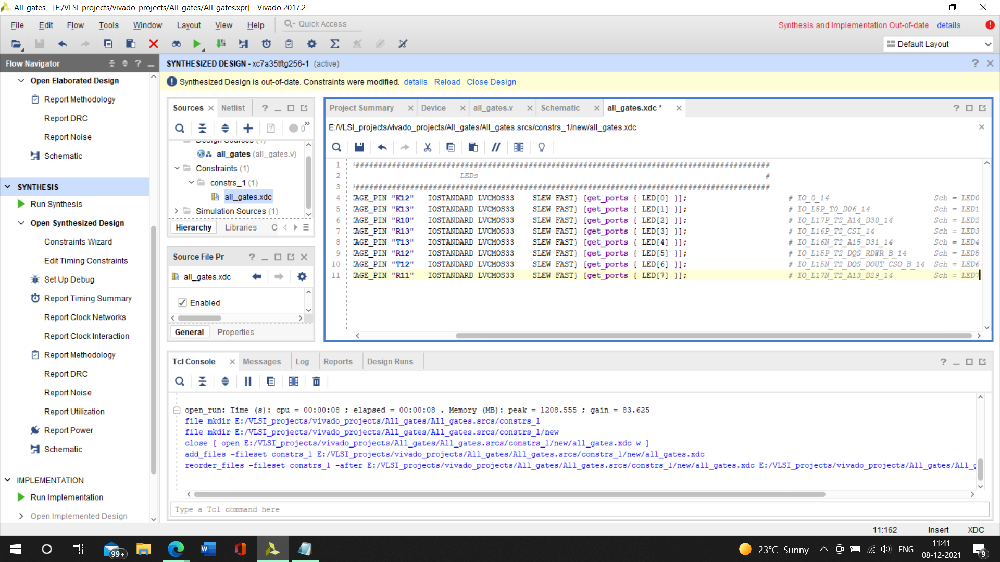 All_gates - [E:/VLSI_projects/vivado_projects/All_gates/All_gates.xpr] - Vivado 2017.2
File Edit Flow Tools Window Layout View Help Quick Access
Synthesis and Implementation Out-of-date details
Default Layout
Flow Navigator
SYNTHESIZED DESIGN - xc7a35tftg256-1 (active)
Synthesized Design is out-of-date. Constraints were modified. details Reload Close Design
Open Elaborated Design
Report Methodology
Report DRC
Report Noise
Schematic
SYNTHESIS
Run Synthesis
Open Synthesized Design
Constraints Wizard
Edit Timing Constraints
Set Up Debug
Report Timing Summary
Report Clock Networks
Report Clock Interaction
Report Methodology
Report DRC
Report Noise
Report Utilization
Report Power
Schematic
IMPLEMENTATION
Run Implementation
Open Implemented Design
Sources Netlist
0
Design Sources (1)
all_gates (all_gates.v)
Constraints (1)
constrs_1 (1)
all_gates.xdc
Simulation Sources (1)
Hierarchy Libraries C
Source File Pr
all_gates.xdc
Enabled
General Properties
Project Summary Device all_gates.v Schematic all_gates.xdc *
E:/VLSI_projects/vivado_projects/All_gates/All_gates.srcs/constrs_1/new/all_gates.xdc
1 ###########################################################################################
2 LEDs #
3 ###########################################################################################
4 AGE_PIN "K12" IOSTANDARD LVCMOS33 SLEW FAST} [get_ports { LED[0] }]; # IO_0_14 Sch = LED0
5 AGE_PIN "K13" IOSTANDARD LVCMOS33 SLEW FAST} [get_ports { LED[1] }]; # IO_L5P_T0_D06_14 Sch = LED1
6 AGE_PIN "R10" IOSTANDARD LVCMOS33 SLEW FAST} [get_ports { LED[2] }]; # IO_L17P_T2_A14_D30_14 Sch = LED2
7 AGE_PIN "R13" IOSTANDARD LVCMOS33 SLEW FAST} [get_ports { LED[3] }]; # IO_L16P_T2_CSI_14 Sch = LED3
8 AGE_PIN "T13" IOSTANDARD LVCMOS33 SLEW FAST} [get_ports { LED[4] }]; # IO_L16N_T2_A15_D31_14 Sch = LED4
9 AGE_PIN "R12" IOSTANDARD LVCMOS33 SLEW FAST} [get_ports { LED[5] }]; # IO_L15P_T2_DQS_RDWR_B_14 Sch = LED5
10 AGE_PIN "T12" IOSTANDARD LVCMOS33 SLEW FAST} [get_ports { LED[6] }]; # IO_L15N_T2_DQS_DOUT_CSO_B_14 Sch = LED6
11 AGE_PIN "R11" IOSTANDARD LVCMOS33 SLEW FAST} [get_ports { LED[7] }]; # IO_L17N_T2_A13_D29_14 Sch = LED7
Tcl Console Messages Log Reports Design Runs
open_run: Time (s): cpu = 00:00:08 ; elapsed = 00:00:08 . Memory (MB): peak = 1208.555 ; gain = 83.625
file mkdir E:/VLSI_projects/vivado_projects/All_gates/All_gates.srcs/constrs_1
file mkdir E:/VLSI_projects/vivado_projects/All_gates/All_gates.srcs/constrs_1/new
close [ open E:/VLSI_projects/vivado_projects/All_gates/All_gates.srcs/constrs_1/new/all_gates.xdc w ]
add_files -fileset constrs_1 E:/VLSI_projects/vivado_projects/All_gates/All_gates.srcs/constrs_1/new/all_gates.xdc
reorder_files -fileset constrs_1 -after E:/VLSI_projects/vivado_projects/All_gates/All_gates.srcs/constrs_1/new/all_gates.xdc E:/VLSI_projects/vivado_projects/All_gates/All_g
Type a Tcl command here
11:162 Insert XDC
99+
23°C Sunny ENG
11:41
08-12-2021
9